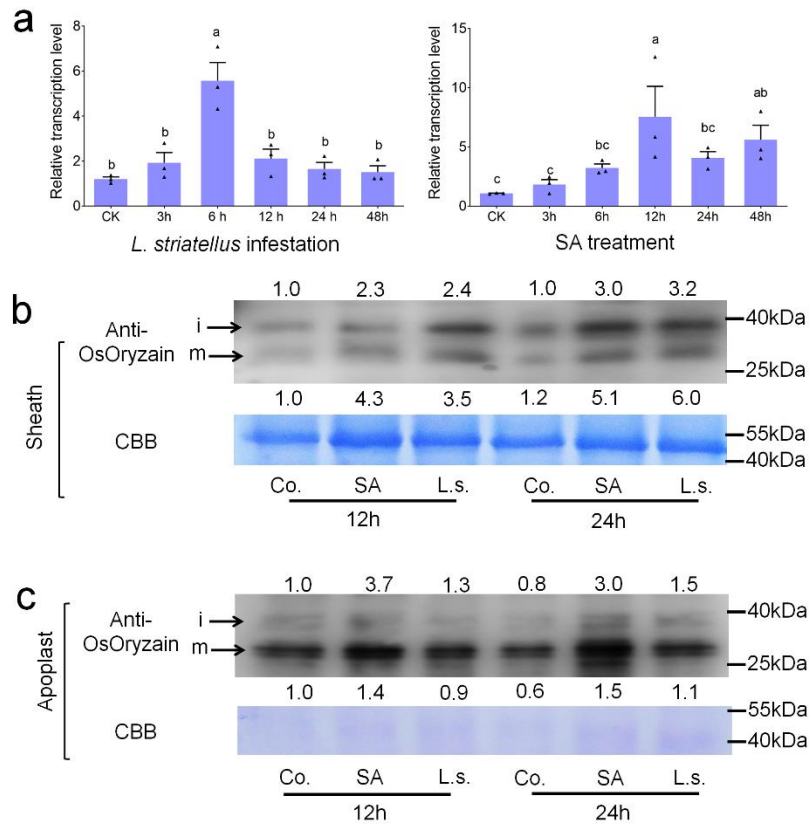 a
Relative transcription level
8
6
4
2
0
a
b
b
b
b
b
CK 3h 6 h 12 h 24 h 48h
L. striatellus infestation
Relative transcription level
15
10
5
0
c
c
bc
a
bc
ab
CK 3h 6h 12h 24h 48h
SA treatment
b
Sheath
1.0 2.3 2.4 1.0 3.0 3.2
Anti-
OsOryzain
i
m
40kDa
25kDa
1.0 4.3 3.5 1.2 5.1 6.0
CBB
55kDa
40kDa
Co. SA L.s. Co. SA L.s.
12h 24h
c
Apoplast
1.0 3.7 1.3 0.8 3.0 1.5
Anti-
OsOryzain
i
m
40kDa
25kDa
1.0 1.4 0.9 0.6 1.5 1.1
CBB
55kDa
40kDa
Co. SA L.s. Co. SA L.s.
12h 24h